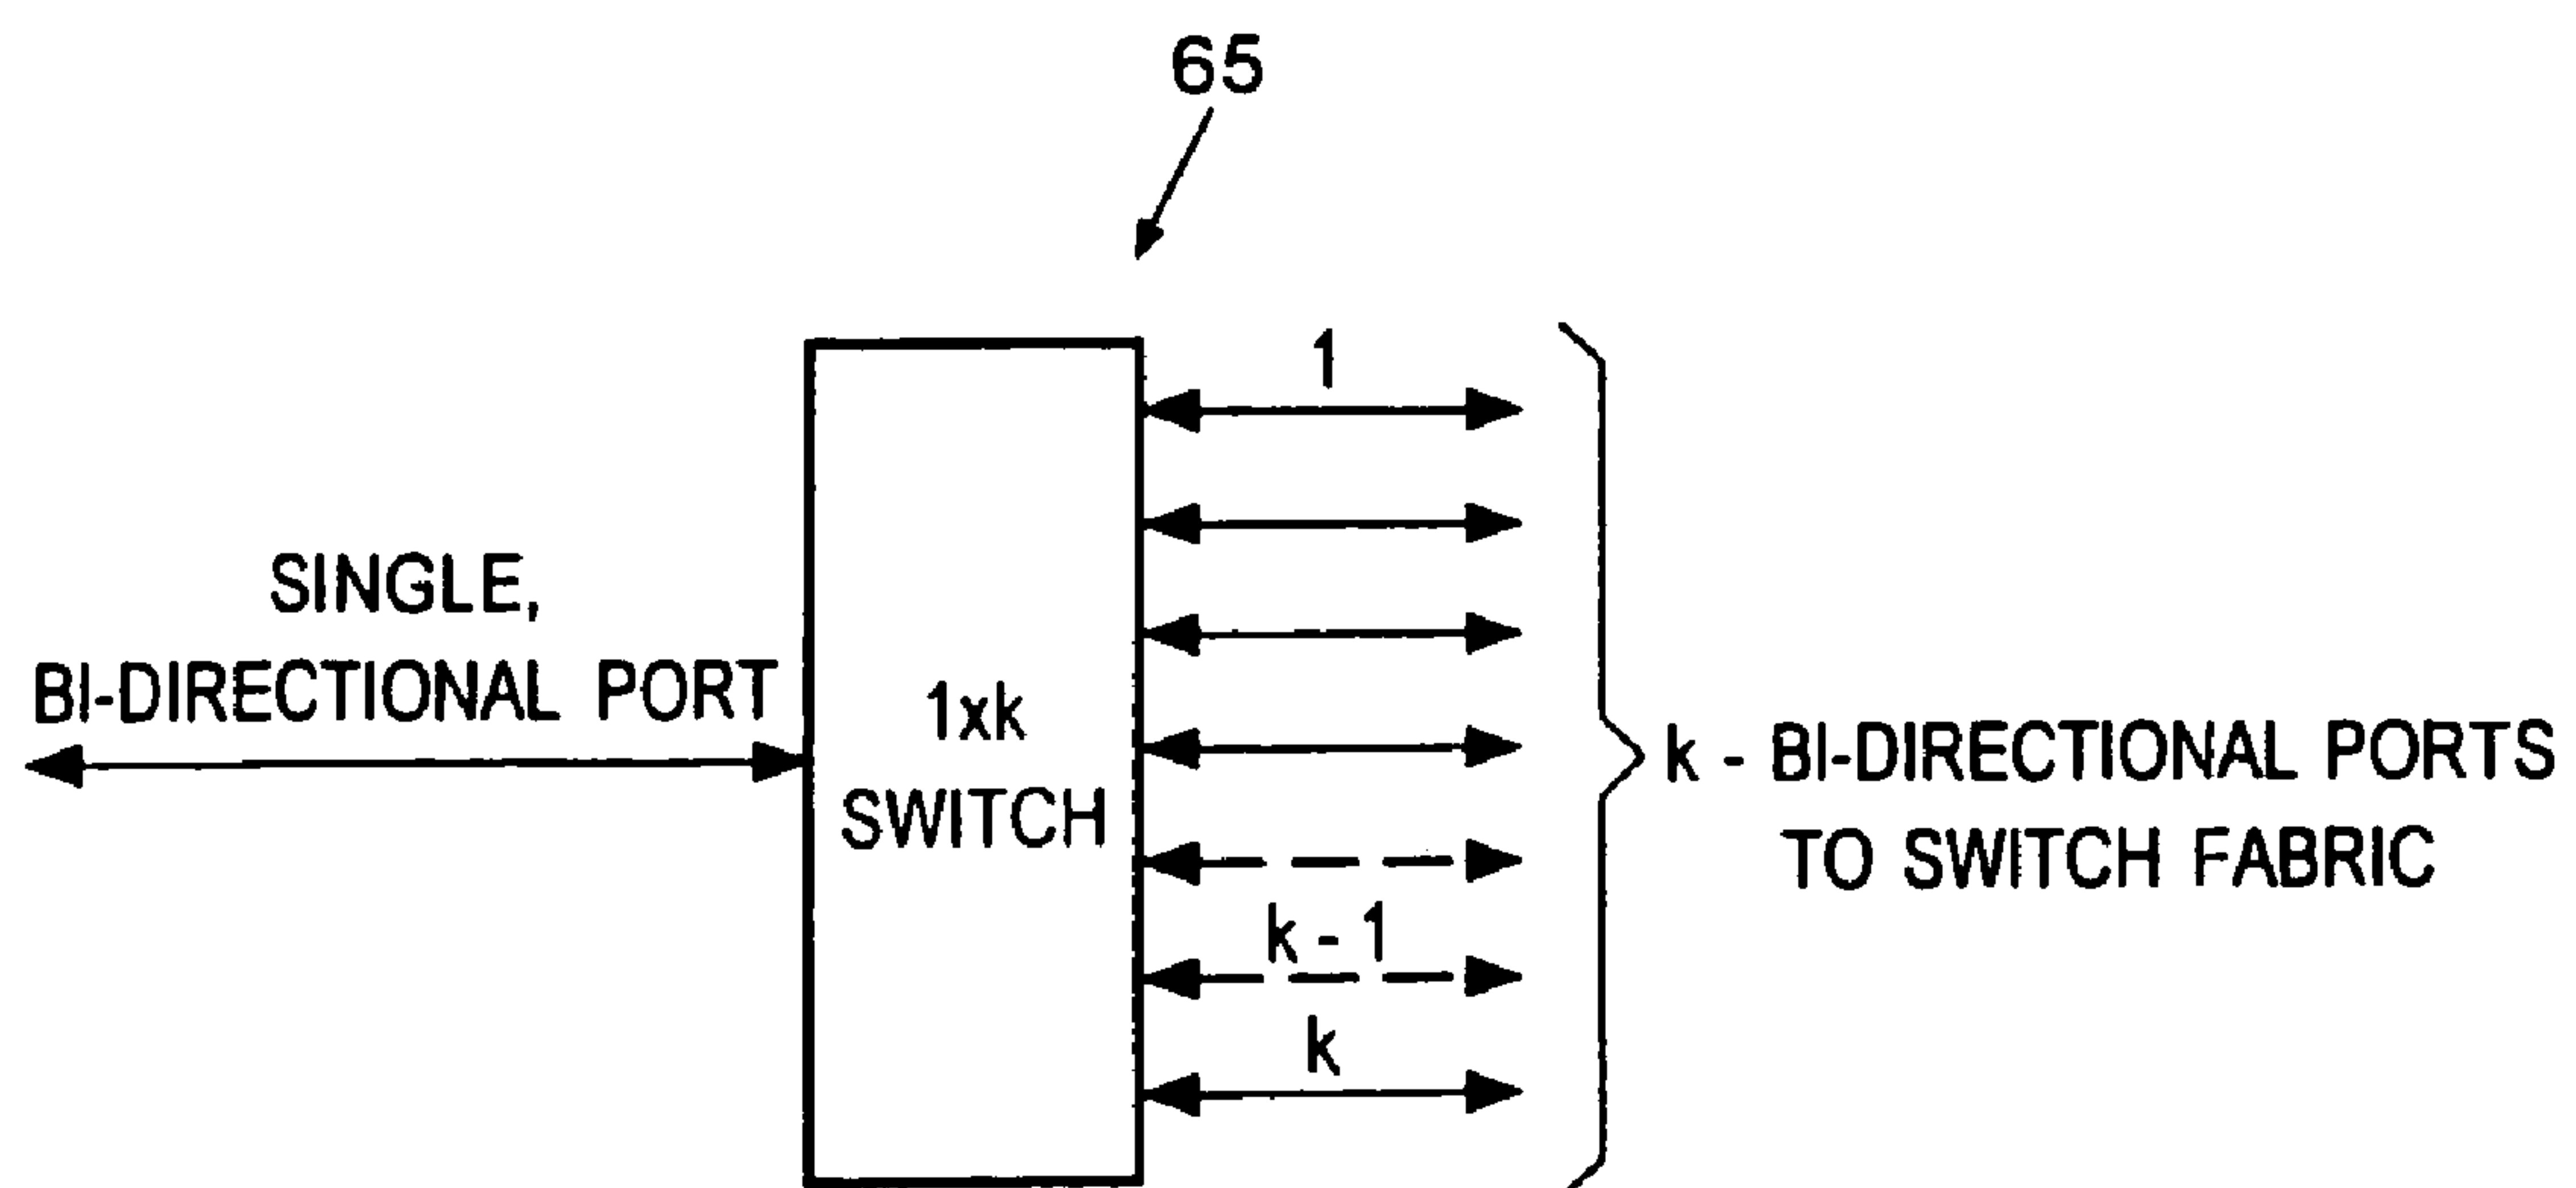 65
SINGLE,
BI-DIRECTIONAL PORT
1xk
SWITCH
1
k - 1
k
k - BI-DIRECTIONAL PORTS
TO SWITCH FABRIC